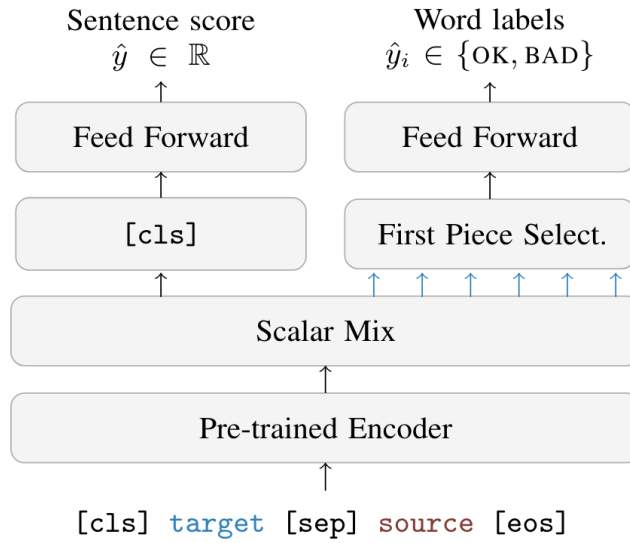 Sentence score
ŷ ∈ ℝ
Word labels
ŷᵢ ∈ {OK, BAD}
Feed Forward
Feed Forward
[cls]
First Piece Select.
Scalar Mix
Pre-trained Encoder
[cls] target [sep] source [eos]